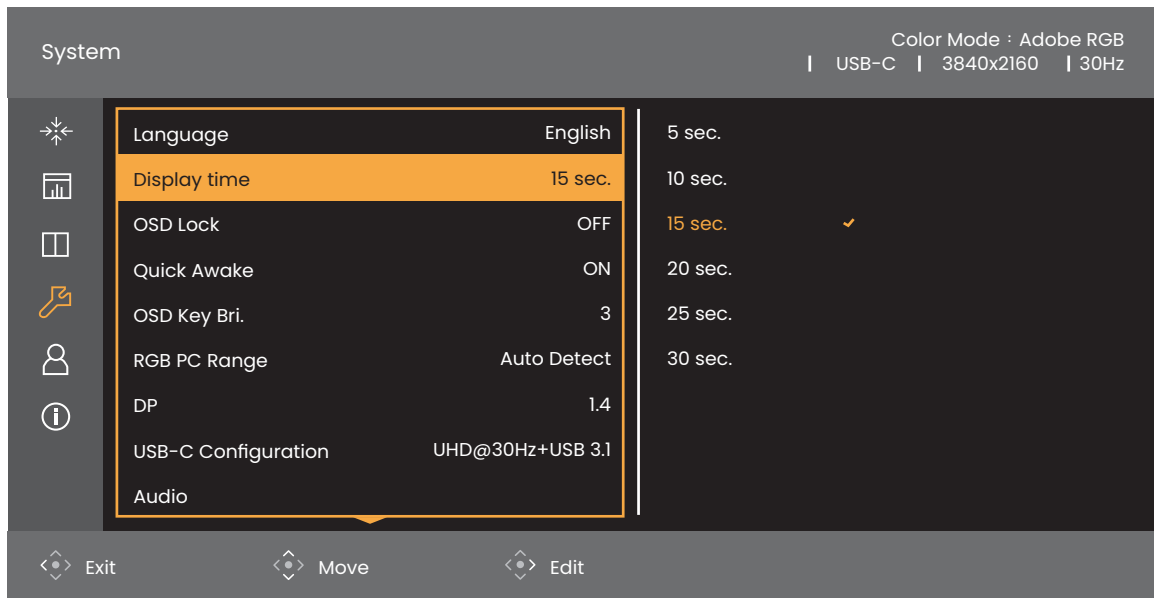 System
Color Mode : Adobe RGB
| USB-C | 3840x2160 | 30Hz
Language English
Display time 15 sec.
OSD Lock OFF
Quick Awake ON
OSD Key Bri. 3
RGB PC Range Auto Detect
DP 1.4
USB-C Configuration UHD@30Hz+USB 3.1
Audio
5 sec.
10 sec.
15 sec.
20 sec.
25 sec.
30 sec.
Exit Move Edit